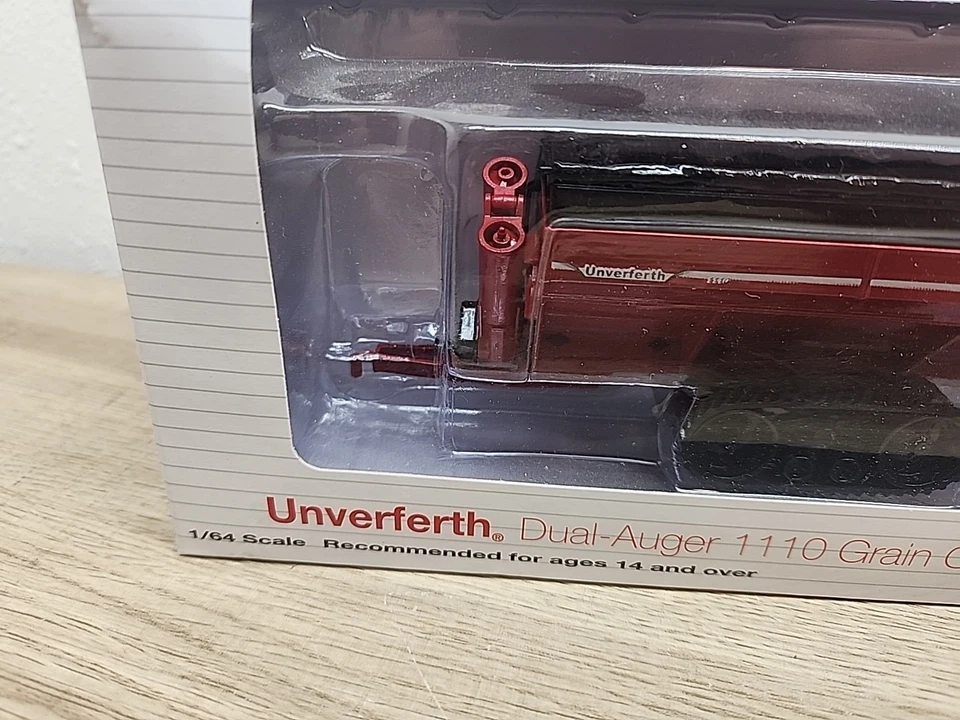 Unverferth
Unverferth® Dual-Auger 1110 Grain
1/64 Scale Recommended for ages 14 and over